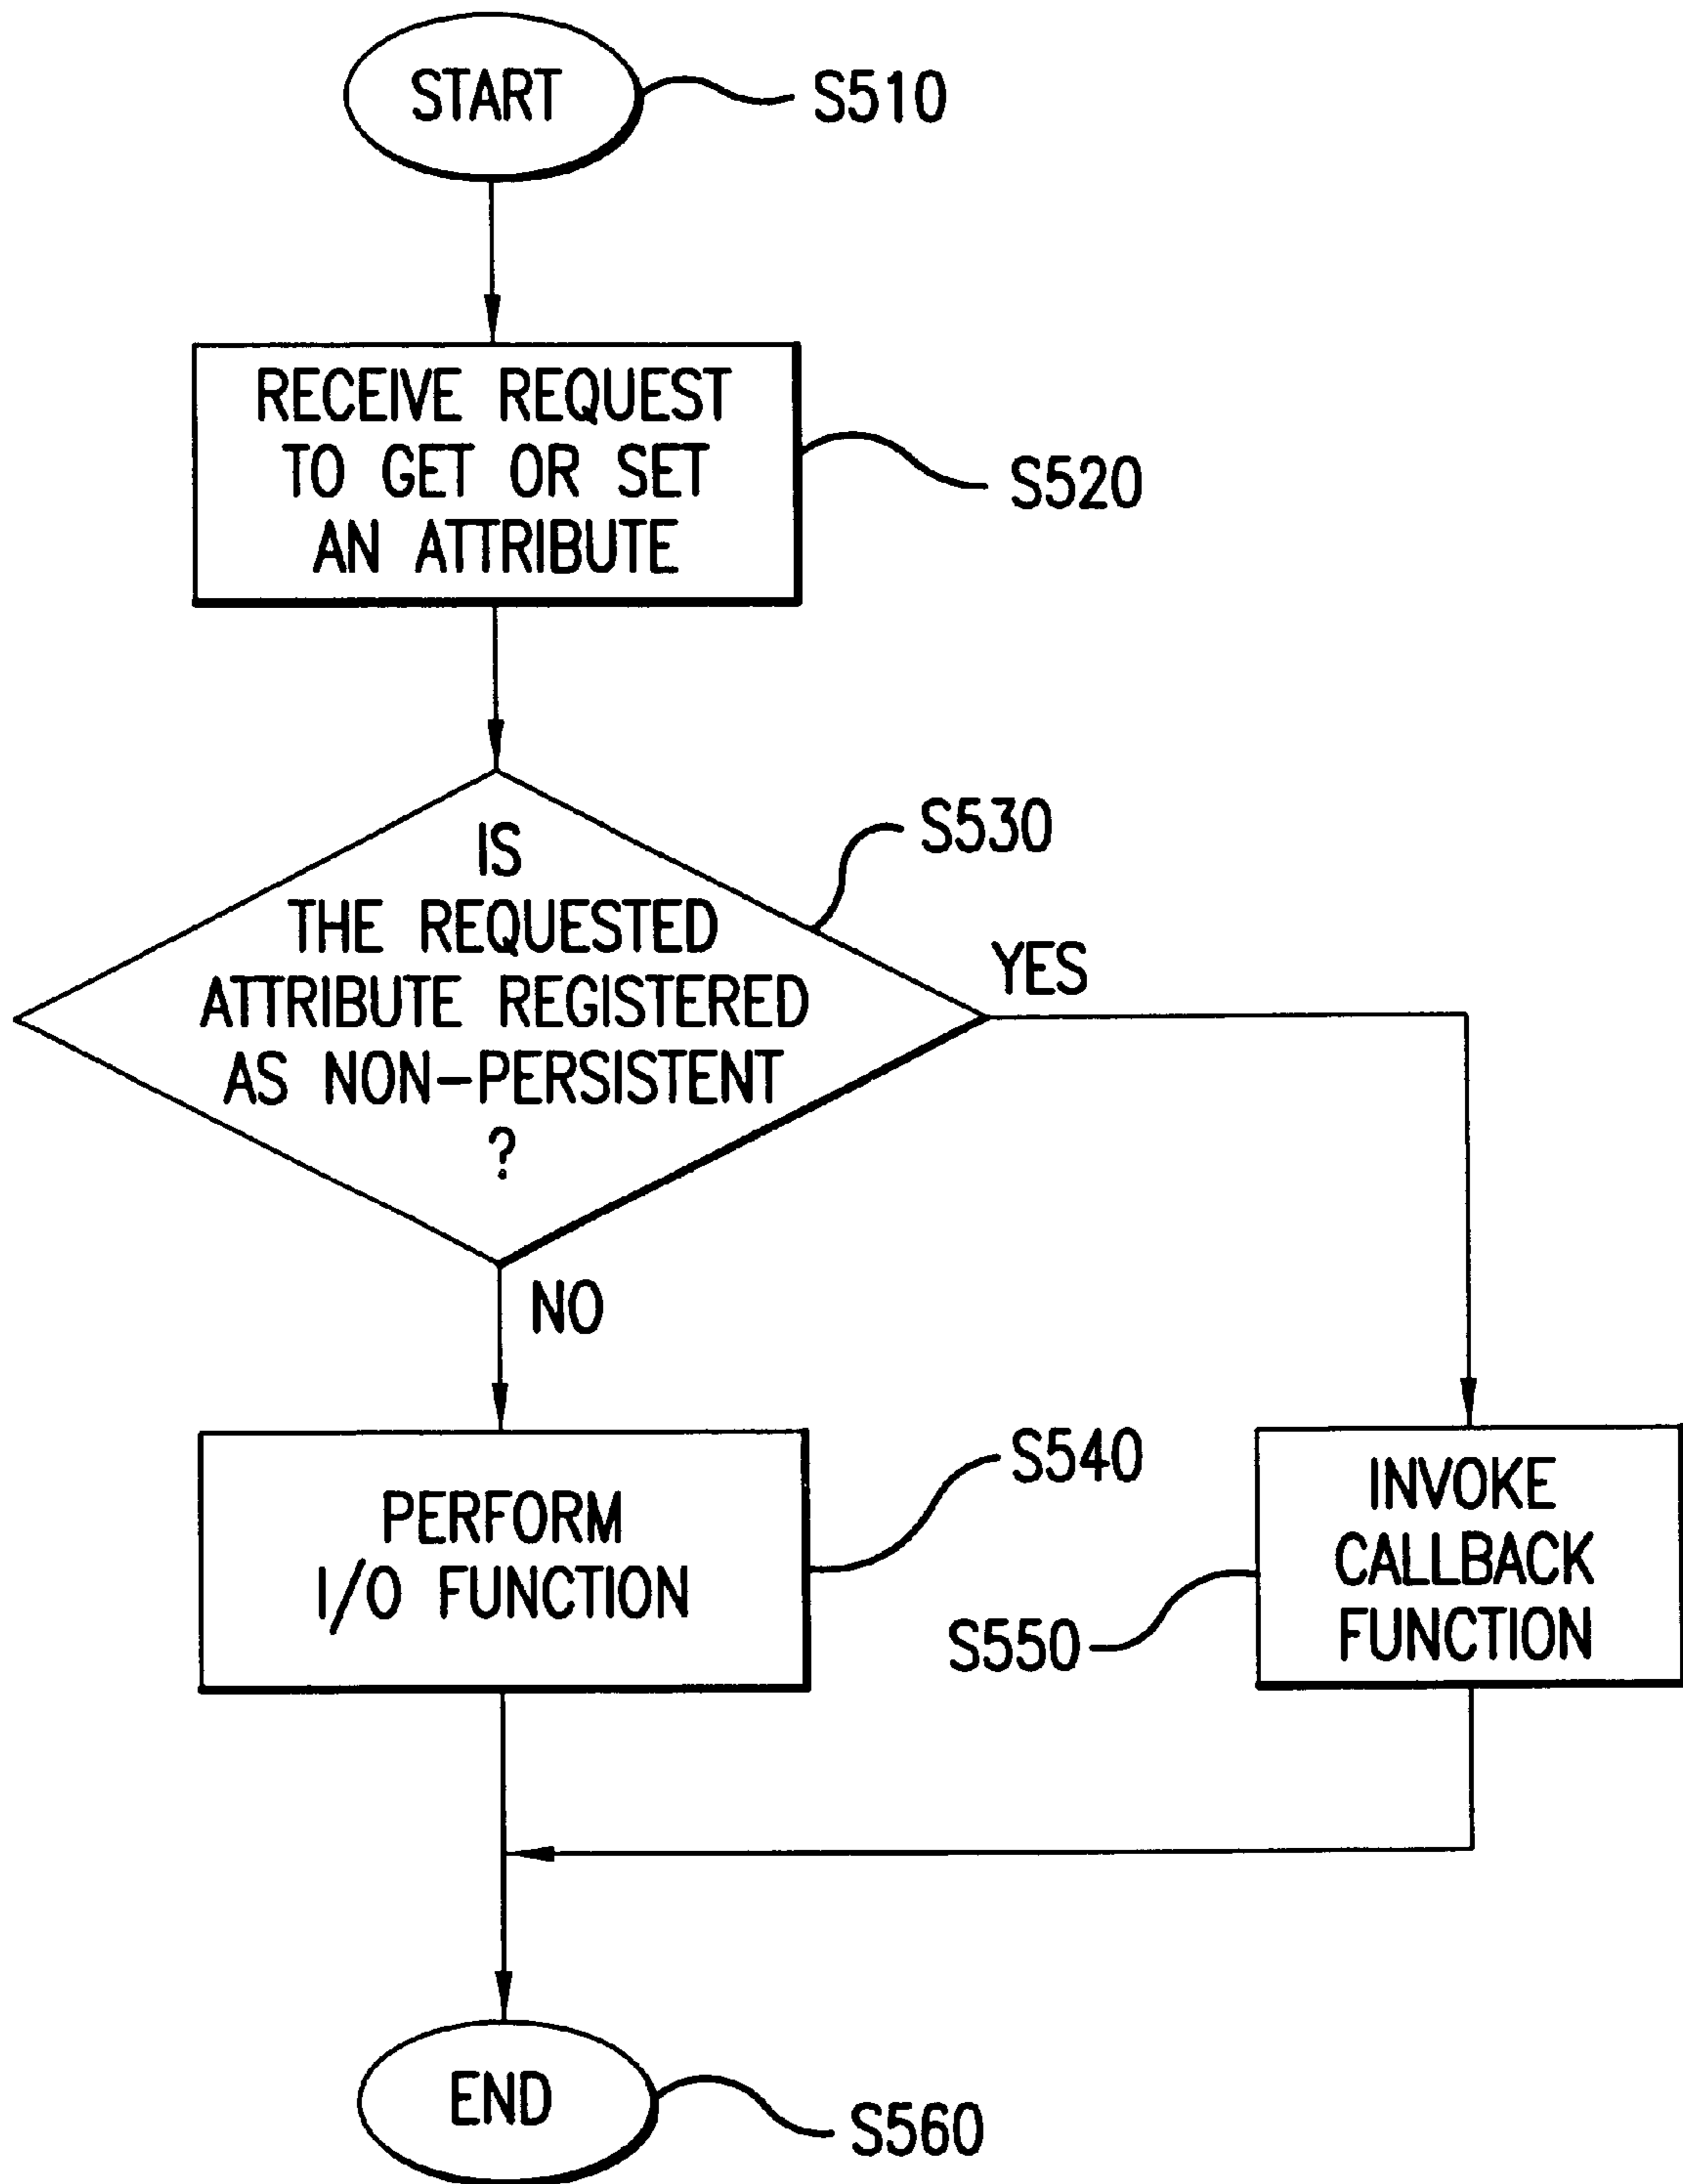 START
S510
RECEIVE REQUEST
TO GET OR SET
AN ATTRIBUTE
S520
S530
IS
THE REQUESTED
ATTRIBUTE REGISTERED
AS NON-PERSISTENT
?
YES
NO
PERFORM
I/O FUNCTION
S540
INVOKE
CALLBACK
FUNCTION
S550
END
S560